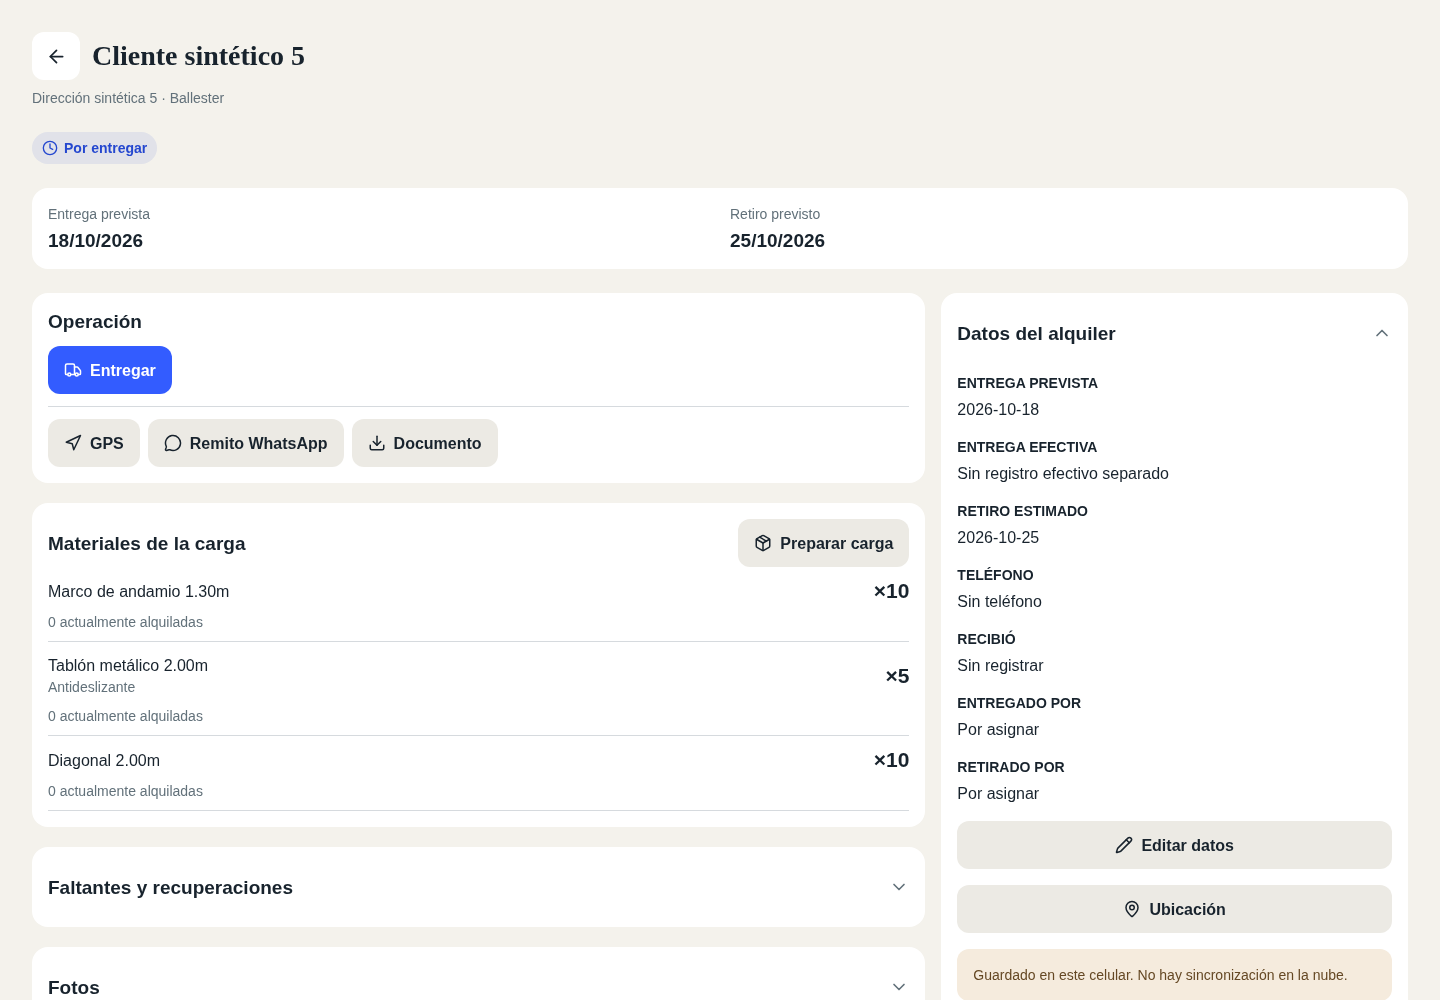 Cliente sintético 5
Dirección sintética 5 · Ballester
Por entregar
Entrega prevista
18/10/2026
Retiro previsto
25/10/2026
Operación
Entregar
GPS
Remito WhatsApp
Documento
Materiales de la carga
Preparar carga
Marco de andamio 1.30m
×10
0 actualmente alquiladas
Tablón metálico 2.00m
Antideslizante
×5
0 actualmente alquiladas
Diagonal 2.00m
×10
0 actualmente alquiladas
Faltantes y recuperaciones
Fotos
Datos del alquiler
ENTREGA PREVISTA
2026-10-18
ENTREGA EFECTIVA
Sin registro efectivo separado
RETIRO ESTIMADO
2026-10-25
TELÉFONO
Sin teléfono
RECIBIÓ
Sin registrar
ENTREGADO POR
Por asignar
RETIRADO POR
Por asignar
Editar datos
Ubicación
Guardado en este celular. No hay sincronización en la nube.